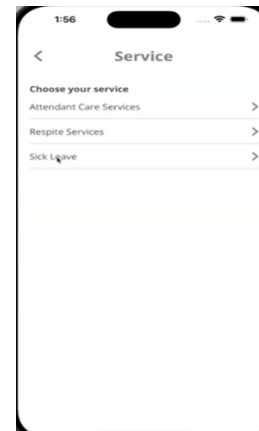 1:56
Service
Choose your service
Attendant Care Services
Respite Services
Sick Leave